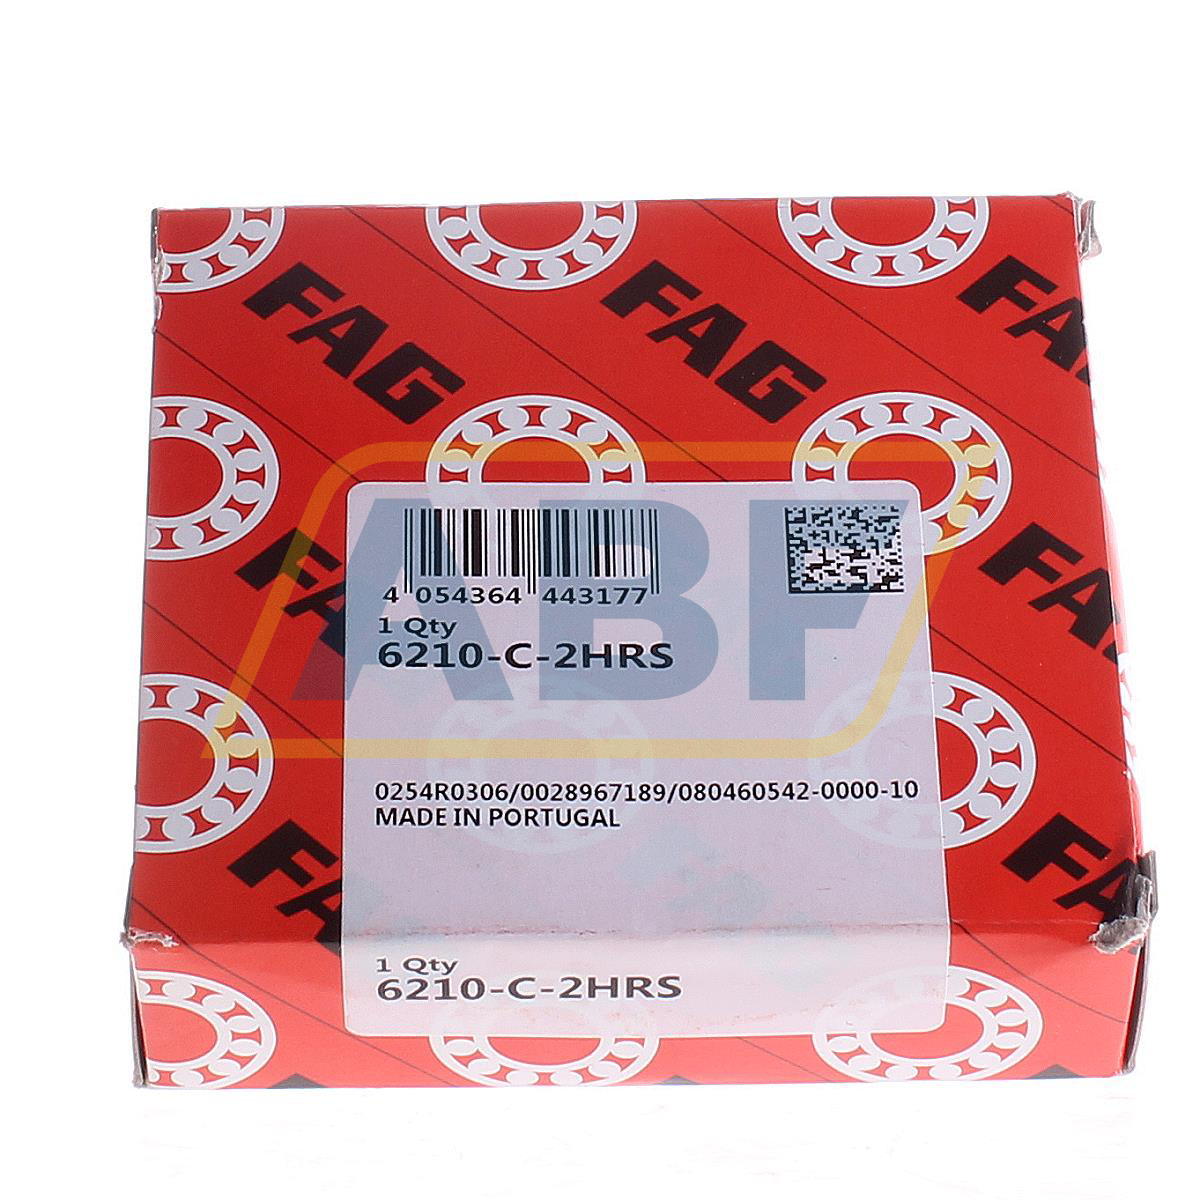 FAG FAG FAG
4 054364 443177
1 Qty
6210-C-2HRS
ABF
FAG FAG
0254R0306/0028967189/080460542-0000-10
MADE IN PORTUGAL
FAG FAG
1 Qty
6210-C-2HRS